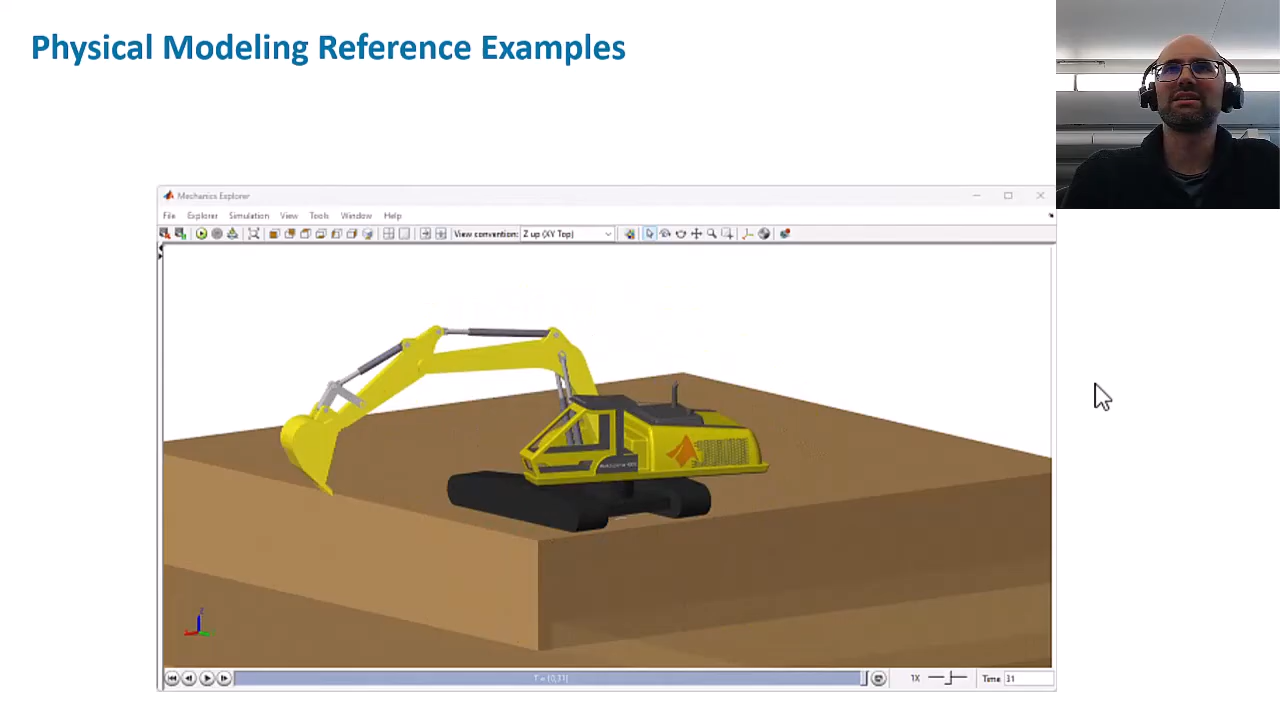 Physical Modeling Reference Examples
Mechanics Explorer
File Explorer Simulation View Tools Window Help
View convention: Z up (XY Top)
1X Time 31